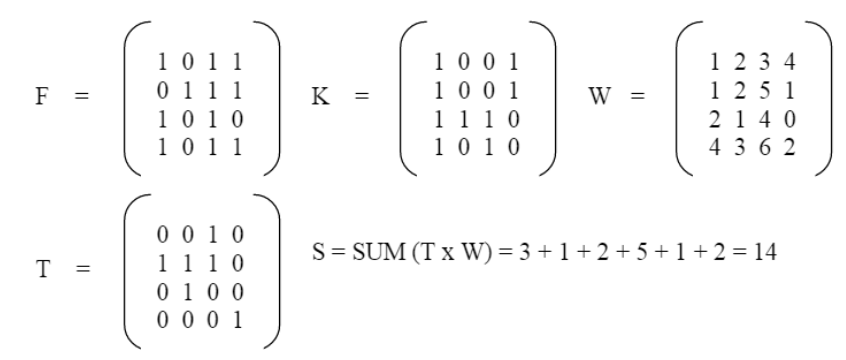 F = 1 0 1 1 K = 1 0 0 1 W = 1 2 3 4
0 1 1 1 1 0 0 1 1 2 5 1
1 0 1 0 1 1 1 0 2 1 4 0
1 0 1 1 1 0 1 0 4 3 6 2
T = 0 0 1 0 S = SUM (T x W) = 3 + 1 + 2 + 5 + 1 + 2 = 14
1 1 1 0
0 1 0 0
0 0 0 1